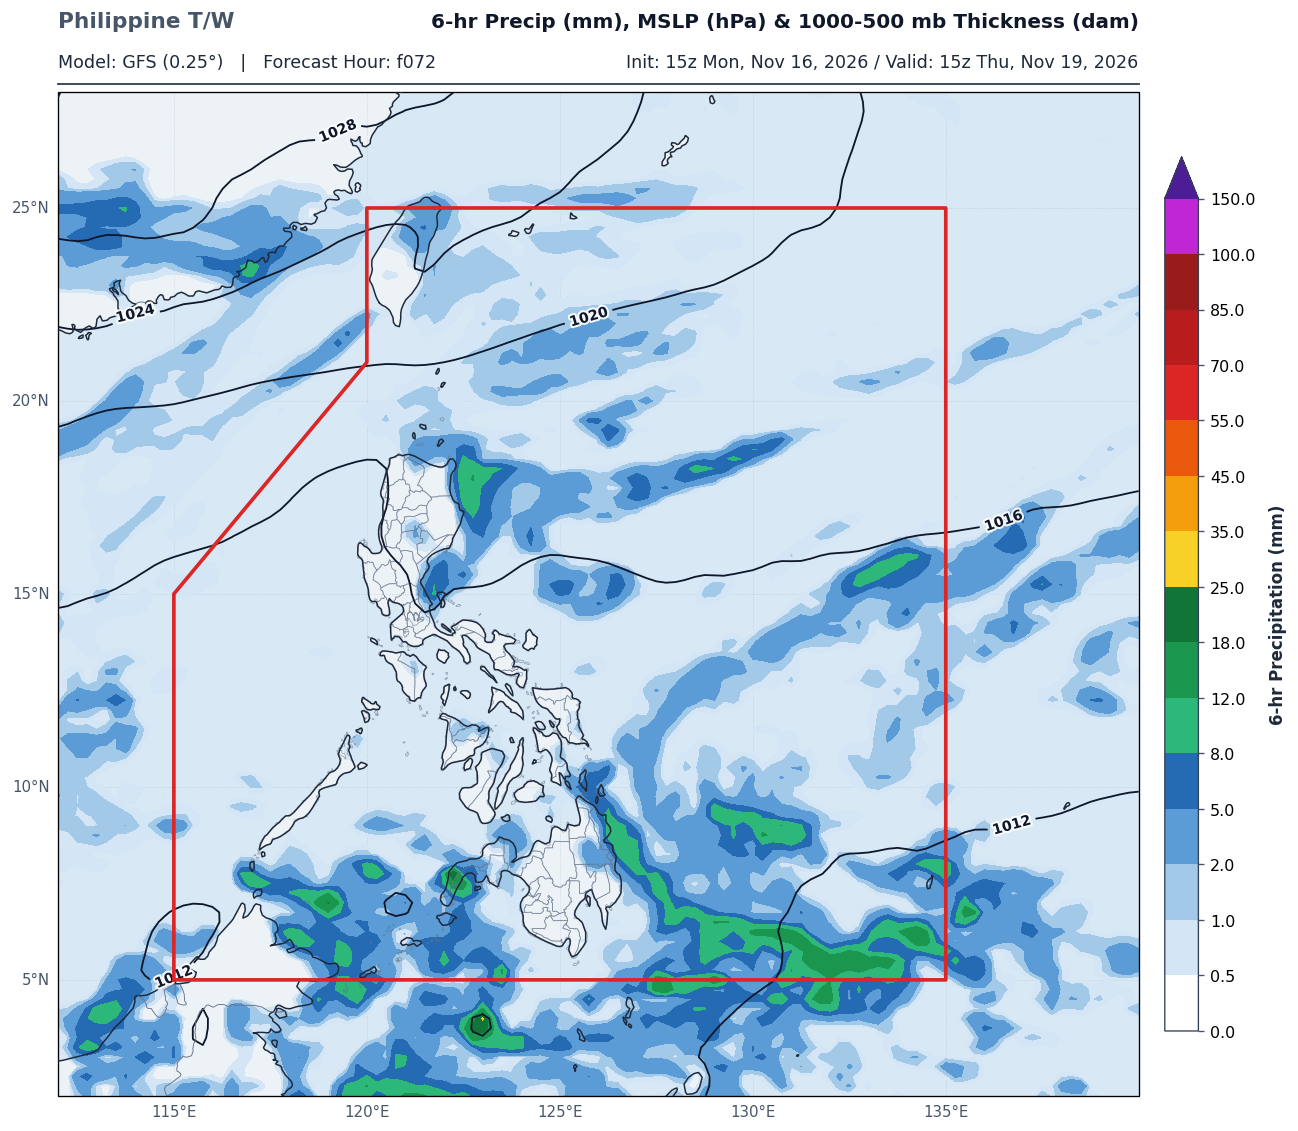 Philippine T/W
6-hr Precip (mm), MSLP (hPa) & 1000-500 mb Thickness (dam)
Model: GFS (0.25°) | Forecast Hour: f072
Init: 15z Mon, Nov 16, 2026 / Valid: 15z Thu, Nov 19, 2026
1028
1024
1020
1016
1012
1012
25°N
20°N
15°N
10°N
5°N
115°E
120°E
125°E
130°E
135°E
150.0
100.0
85.0
70.0
55.0
45.0
35.0
25.0
18.0
12.0
8.0
5.0
2.0
1.0
0.5
0.0
6-hr Precipitation (mm)